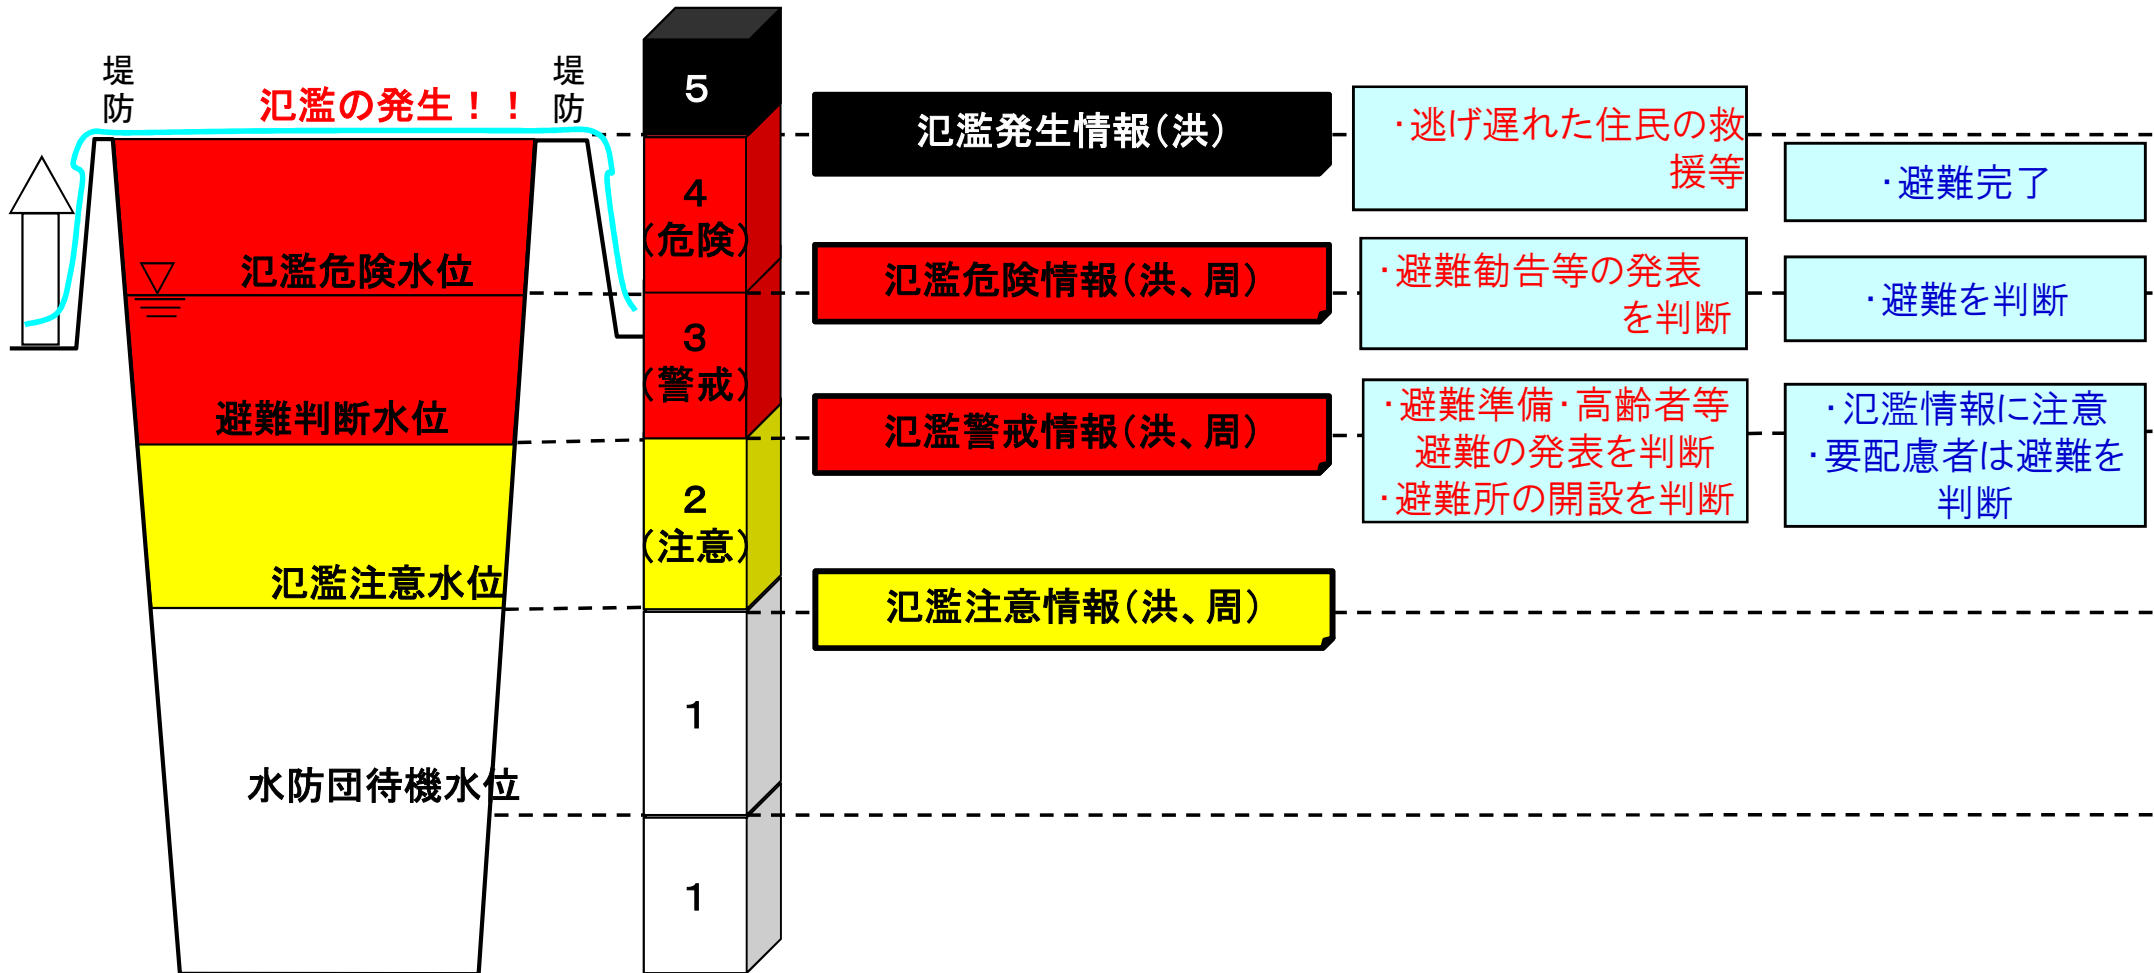 堤防
堤防
氾濫の発生！！
氾濫危険水位
避難判断水位
氾濫注意水位
水防団待機水位
5
4
（危険）
3
（警戒）
2
（注意）
1
1
氾濫発生情報（洪）
氾濫危険情報（洪、周）
氾濫警戒情報（洪、周）
氾濫注意情報（洪、周）
・逃げ遅れた住民の救
援等
・避難勧告等の発表
を判断
・避難準備・高齢者等
避難の発表を判断
・避難所の開設を判断
・避難完了
・避難を判断
・氾濫情報に注意
・要配慮者は避難を
判断